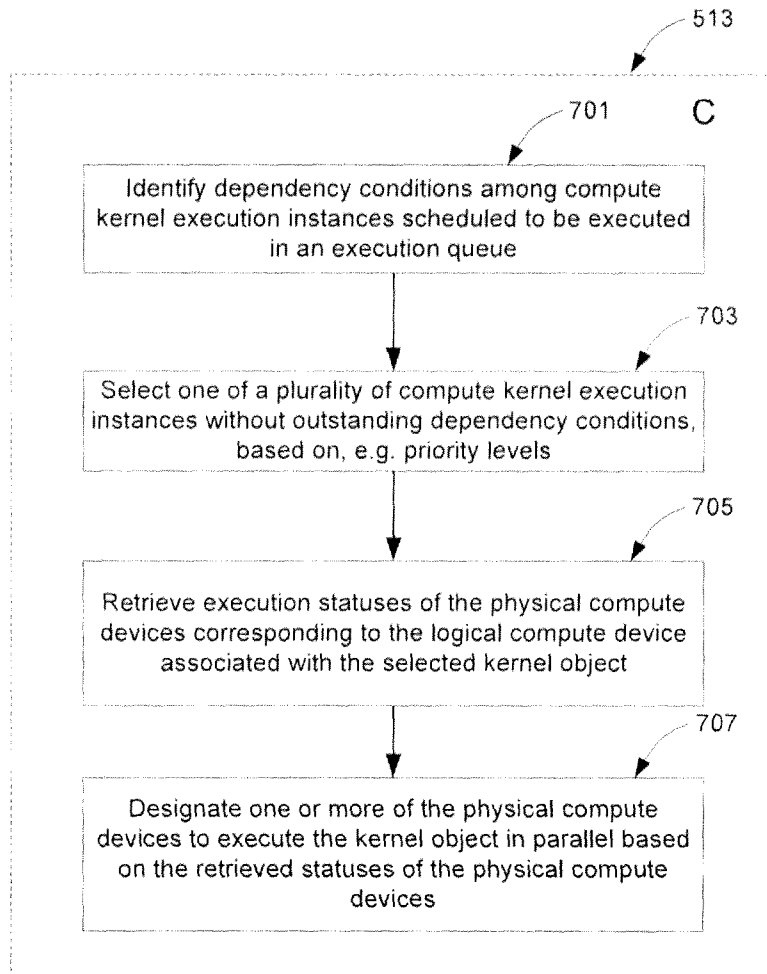 513
701
C
Identify dependency conditions among compute
kernel execution instances scheduled to be executed
in an execution queue
703
Select one of a plurality of compute kernel execution
instances without outstanding dependency conditions,
based on, e.g. priority levels
705
Retrieve execution statuses of the physical compute
devices corresponding to the logical compute device
associated with the selected kernel object
707
Designate one or more of the physical compute
devices to execute the kernel object in parallel based
on the retrieved statuses of the physical compute
devices